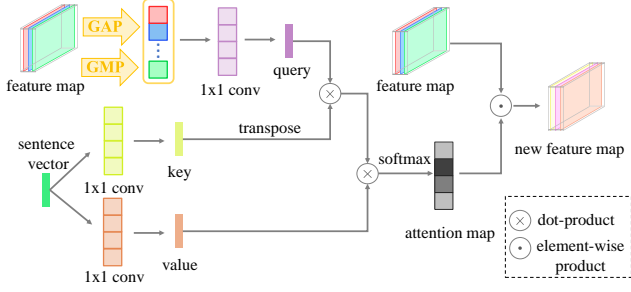 GAP
GMP
feature map
1x1 conv
query
feature map
new feature map
sentence
vector
1x1 conv
key
transpose
softmax
attention map
1x1 conv
value
dot-product
element-wise
product